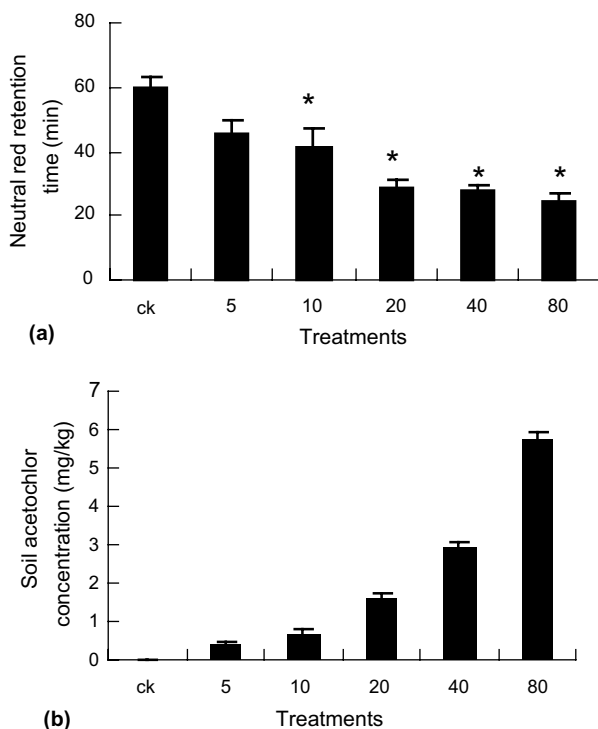 80
60
40
20
0
Neutral red retention
time (min)
*
*
*
*
ck 5 10 20 40 80
(a)
Treatments
7
6
5
4
3
2
1
0
Soil acetochlor
concentration (mg/kg)
ck 5 10 20 40 80
(b)
Treatments